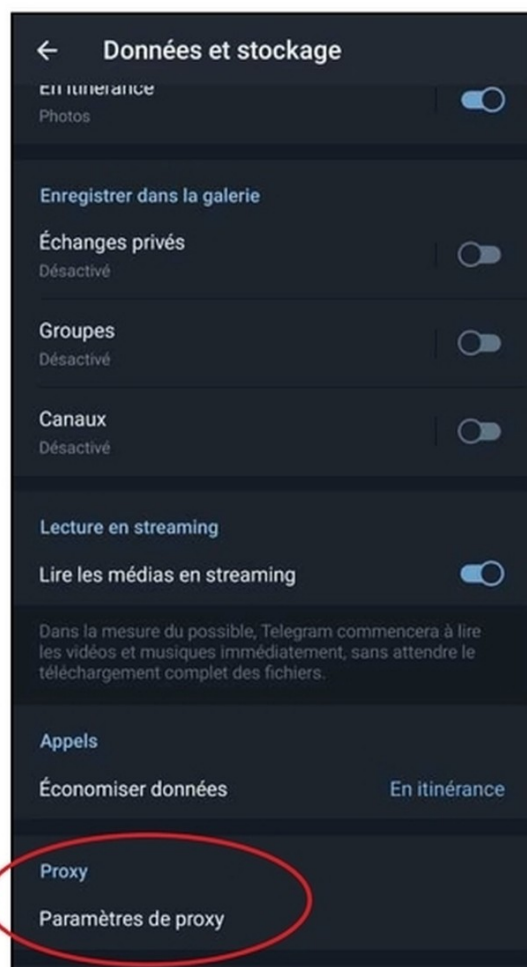 Données et stockage
En itinérance
Photos
Enregistrer dans la galerie
Échanges privés
Désactivé
Groupes
Désactivé
Canaux
Désactivé
Lecture en streaming
Lire les médias en streaming
Dans la mesure du possible, Telegram commencera à lire
les vidéos et musiques immédiatement, sans attendre le
téléchargement complet des fichiers.
Appels
Économiser données En itinérance
Proxy
Paramètres de proxy